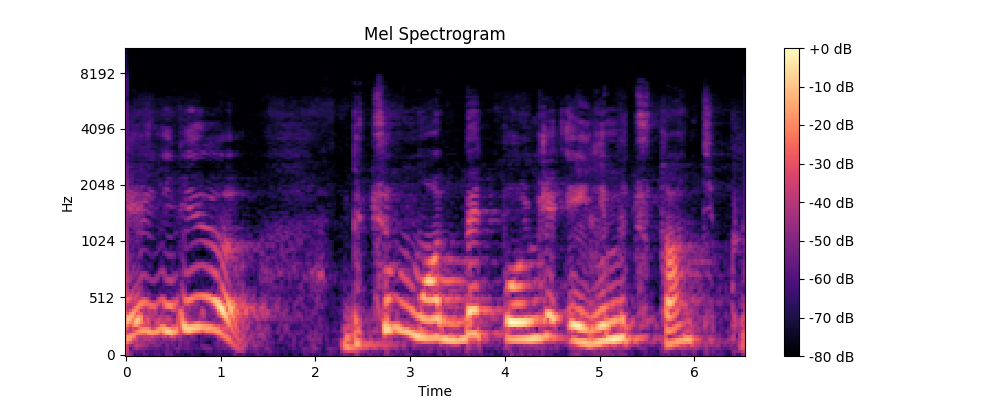 Mel Spectrogram
+0 dB
8192
-10 dB
4096
-20 dB
-30 dB
2048
Hz
-40 dB
1024
-50 dB
-60 dB
512
-70 dB
0
-80 dB
0 1 2 3 4 5 6
Time